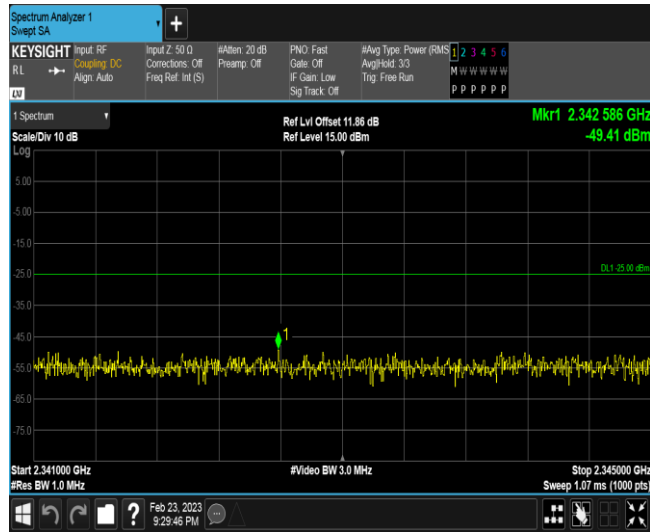 Spectrum Analyzer 1
Swept SA
KEYSIGHT
RL
LXI
Input: RF
Coupling: DC
Align: Auto
Input Z: 50 Ω
Corrections: Off
Freq Ref: Int (S)
#Atten: 20 dB
Preamp: Off
PNO: Fast
Gate: Off
IF Gain: Low
Sig Track: Off
#Avg Type: Power (RMS
Avg|Hold: 3/3
Trig: Free Run
1 2 3 4 5 6
M W W W W W
P P P P P P
1 Spectrum
Scale/Div 10 dB
Log
Ref Lvl Offset 11.86 dB
Ref Level 15.00 dBm
Mkr1 2.342 586 GHz
-49.41 dBm
5.00
-5.00
-15.0
-25.0
DL1 -25.00 dBm
-35.0
-45.0
1
-55.0
-65.0
-75.0
Start 2.341000 GHz
#Video BW 3.0 MHz
Stop 2.345000 GHz
#Res BW 1.0 MHz
Sweep 1.07 ms (1000 pts)
?
Feb 23, 2023
9:29:46 PM